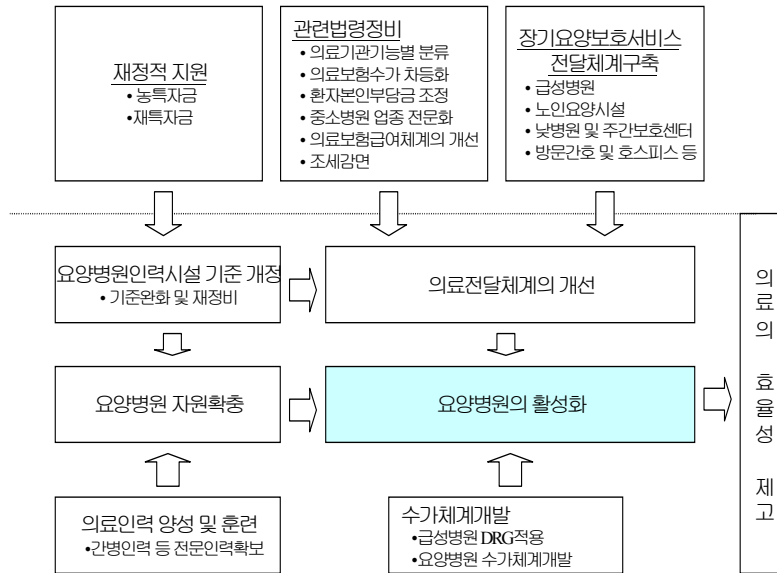 재정적 지원
• 농특자금
•재특자금
관련법령정비
• 의료기관기능별 분류
• 의료보험수가 차등화
• 환자본인부담금 조정
• 중소병원 업종 전문화
• 의료보험급여체계의 개선
• 조세감면
장기요양보호서비스
전달체계구축
• 급성병원
• 노인요양시설
• 낮병원 및 주간보호센터
• 방문간호 및 호스피스 등
요양병원인력시설 기준 개정
• 기준완화 및 재정비
의료전달체계의 개선
요양병원 자원확충
요양병원의 활성화
의료인력 양성 및 훈련
•간병인력 등 전문인력확보
수가체계개발
•급성병원 DRG적용
•요양병원 수가체계개발
의료의 효율성 제고